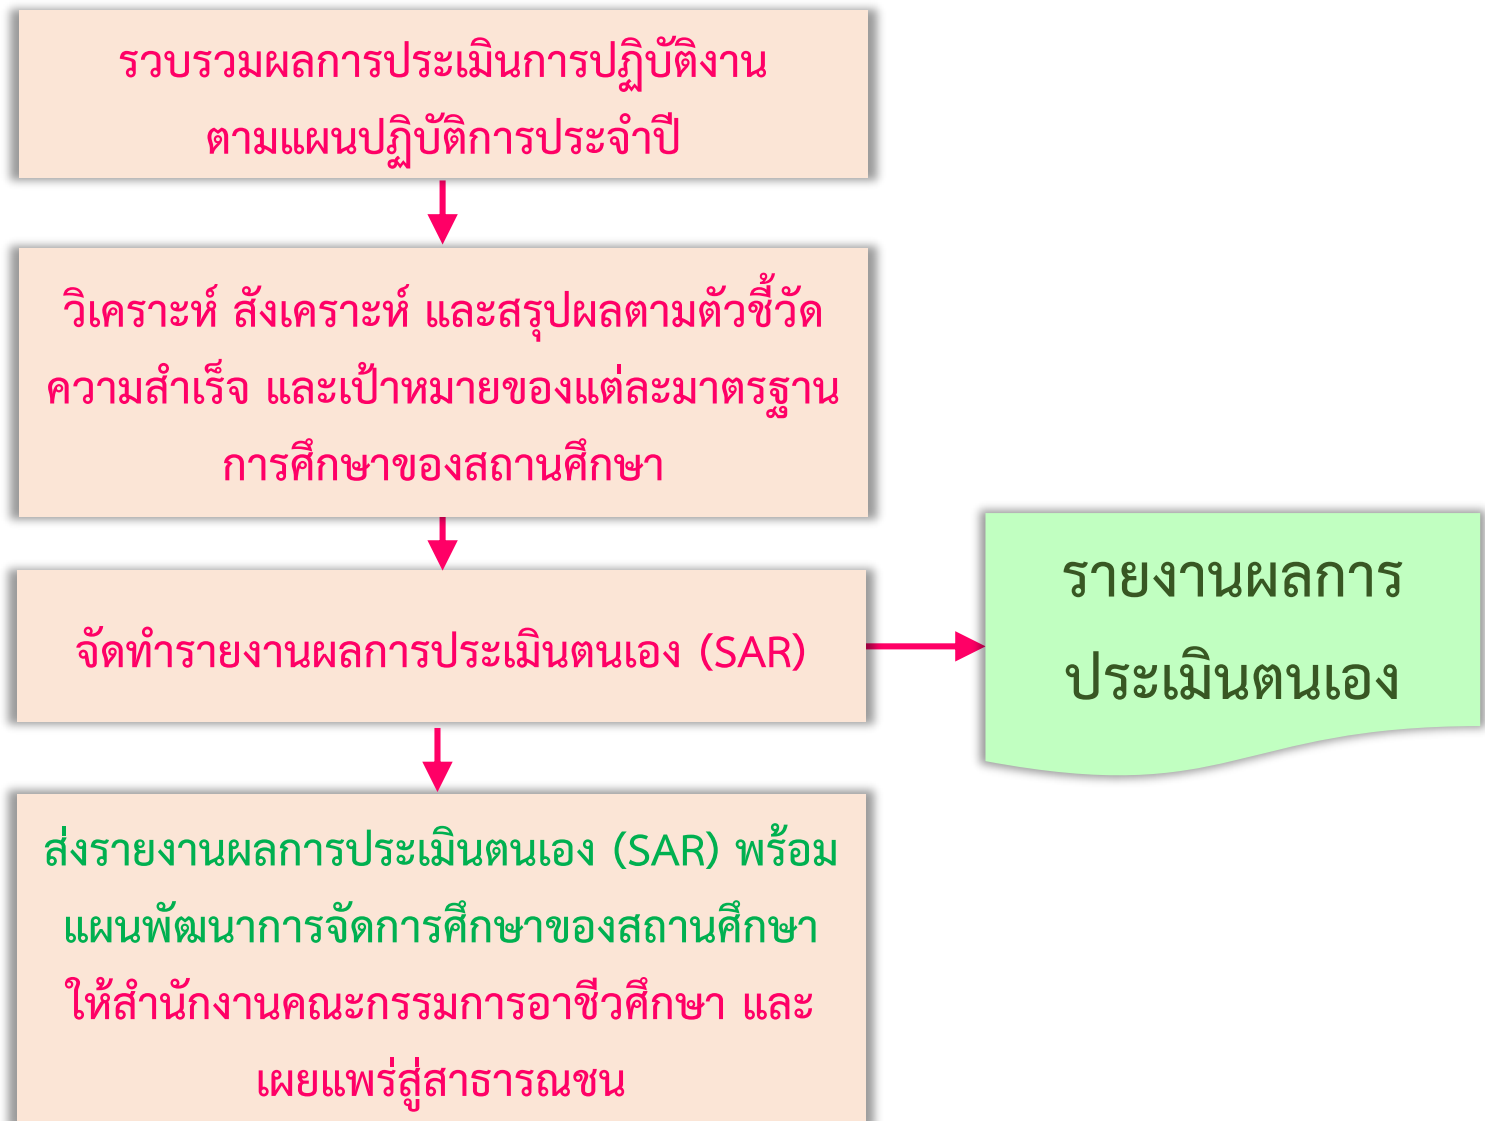 รวบรวมผลการประเมินการปฏิบัติงาน
ตามแผนปฏิบัติการประจำปี
วิเคราะห์ สังเคราะห์ และสรุปผลตามตัวชี้วัด
ความสำเร็จ และเป้าหมายของแต่ละมาตรฐาน
การศึกษาของสถานศึกษา
จัดทำรายงานผลการประเมินตนเอง (SAR)
รายงานผลการ
ประเมินตนเอง
ส่งรายงานผลการประเมินตนเอง (SAR) พร้อม
แผนพัฒนาการจัดการศึกษาของสถานศึกษา
ให้สำนักงานคณะกรรมการอาชีวศึกษา และ
เผยแพร่สู่สาธารณชน